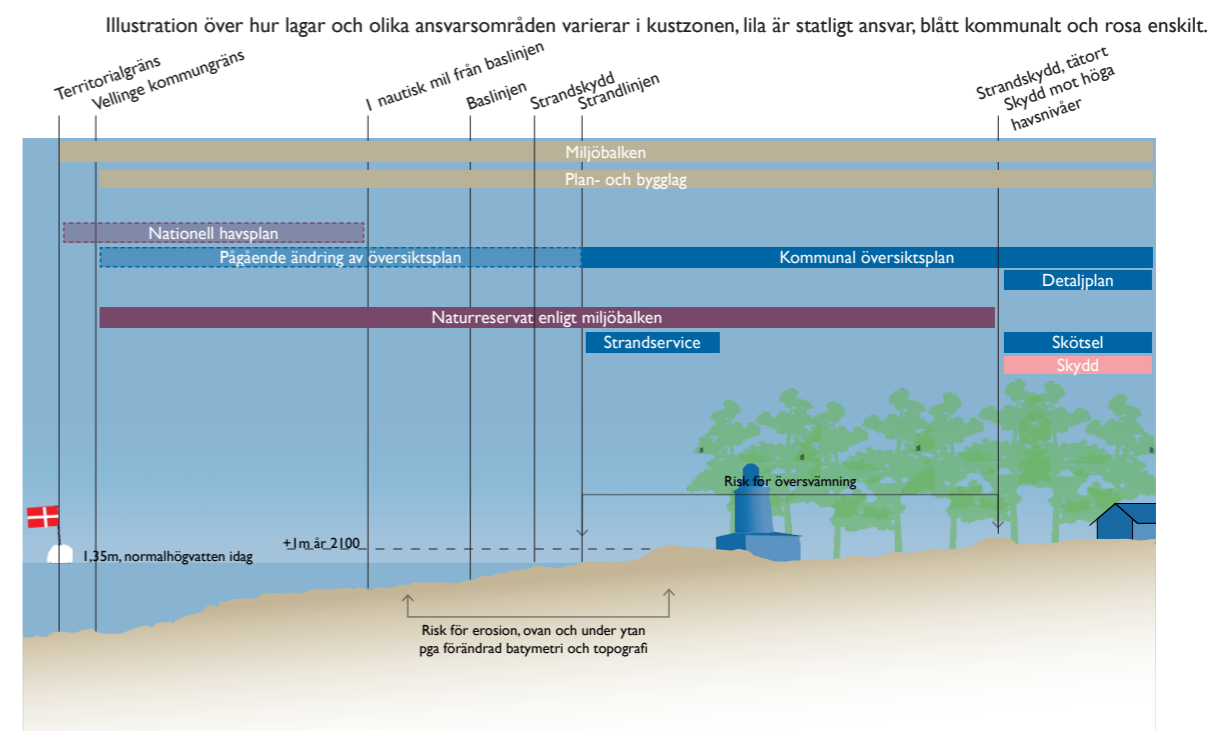 Illustration över hur lagar och olika ansvarsområden varierar i kustzonen, lila är statligt ansvar, blått kommunalt och rosa enskilt.
Territorialgräns
Vellinge kommungräns
1 nautisk mil från baslinjen
Baslinjen
Strandskydd
Strandlinjen
Strandskydd, tätort
Skydd mot höga
havsnivåer
Miljöbalken
Plan- och bygglag
Nationell havsplan
Pågående ändring av översiktsplan
Kommunal översiktsplan
Detaljplan
Naturreservat enligt miljöbalken
Strandservice
Skötsel
Skydd
Risk för översvämning
+1m år 2100
1,35m, normalhögvatten idag
Risk för erosion, ovan och under ytan
pga förändrad batymetri och topografi